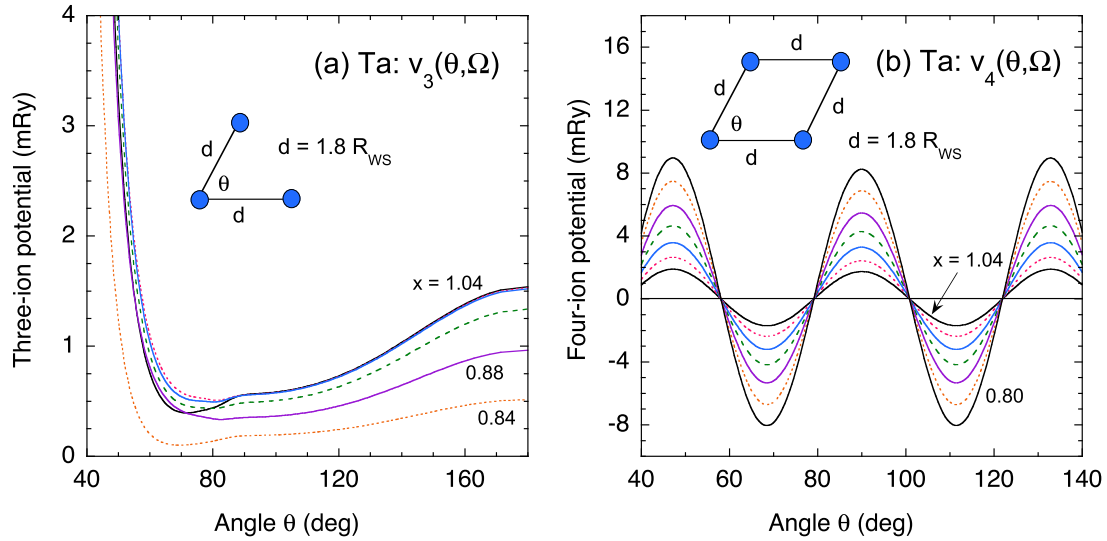 (a) Ta: v₃(θ,Ω)
d
θ
d
d = 1.8 R_WS
x = 1.04
0.88
0.84
4
3
2
1
0
40
80
120
160
Three-ion potential (mRy)
Angle θ (deg)
(b) Ta: v₄(θ,Ω)
d
d
d
θ
d
d = 1.8 R_WS
x = 1.04
0.80
16
12
8
4
0
-4
-8
40
60
80
100
120
140
Four-ion potential (mRy)
Angle θ (deg)